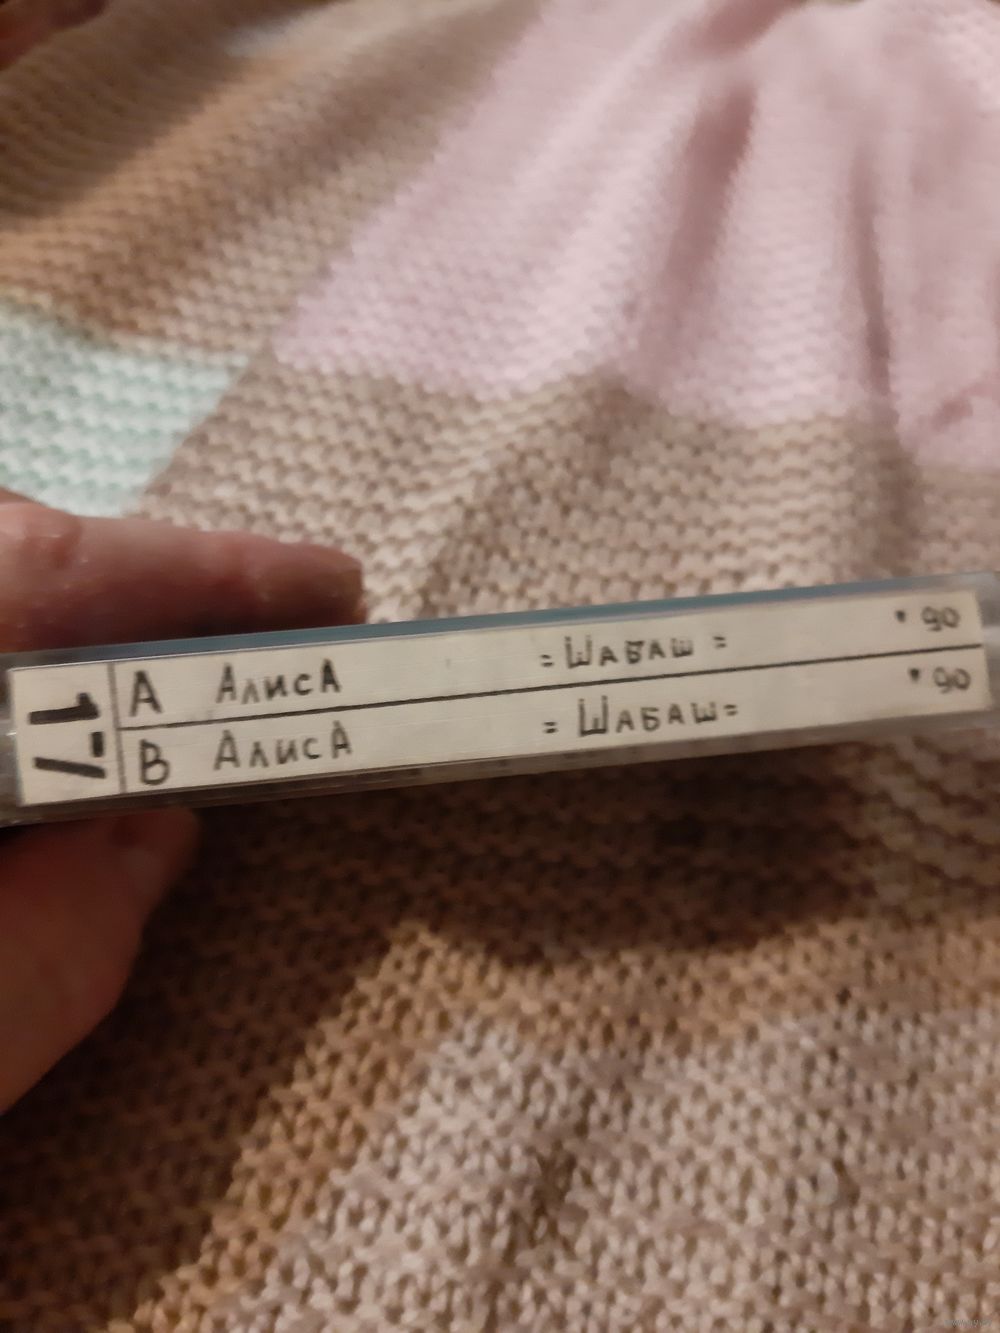 17
A Алиса =Шабаш= '90
B Алиса =Шабаш= '90